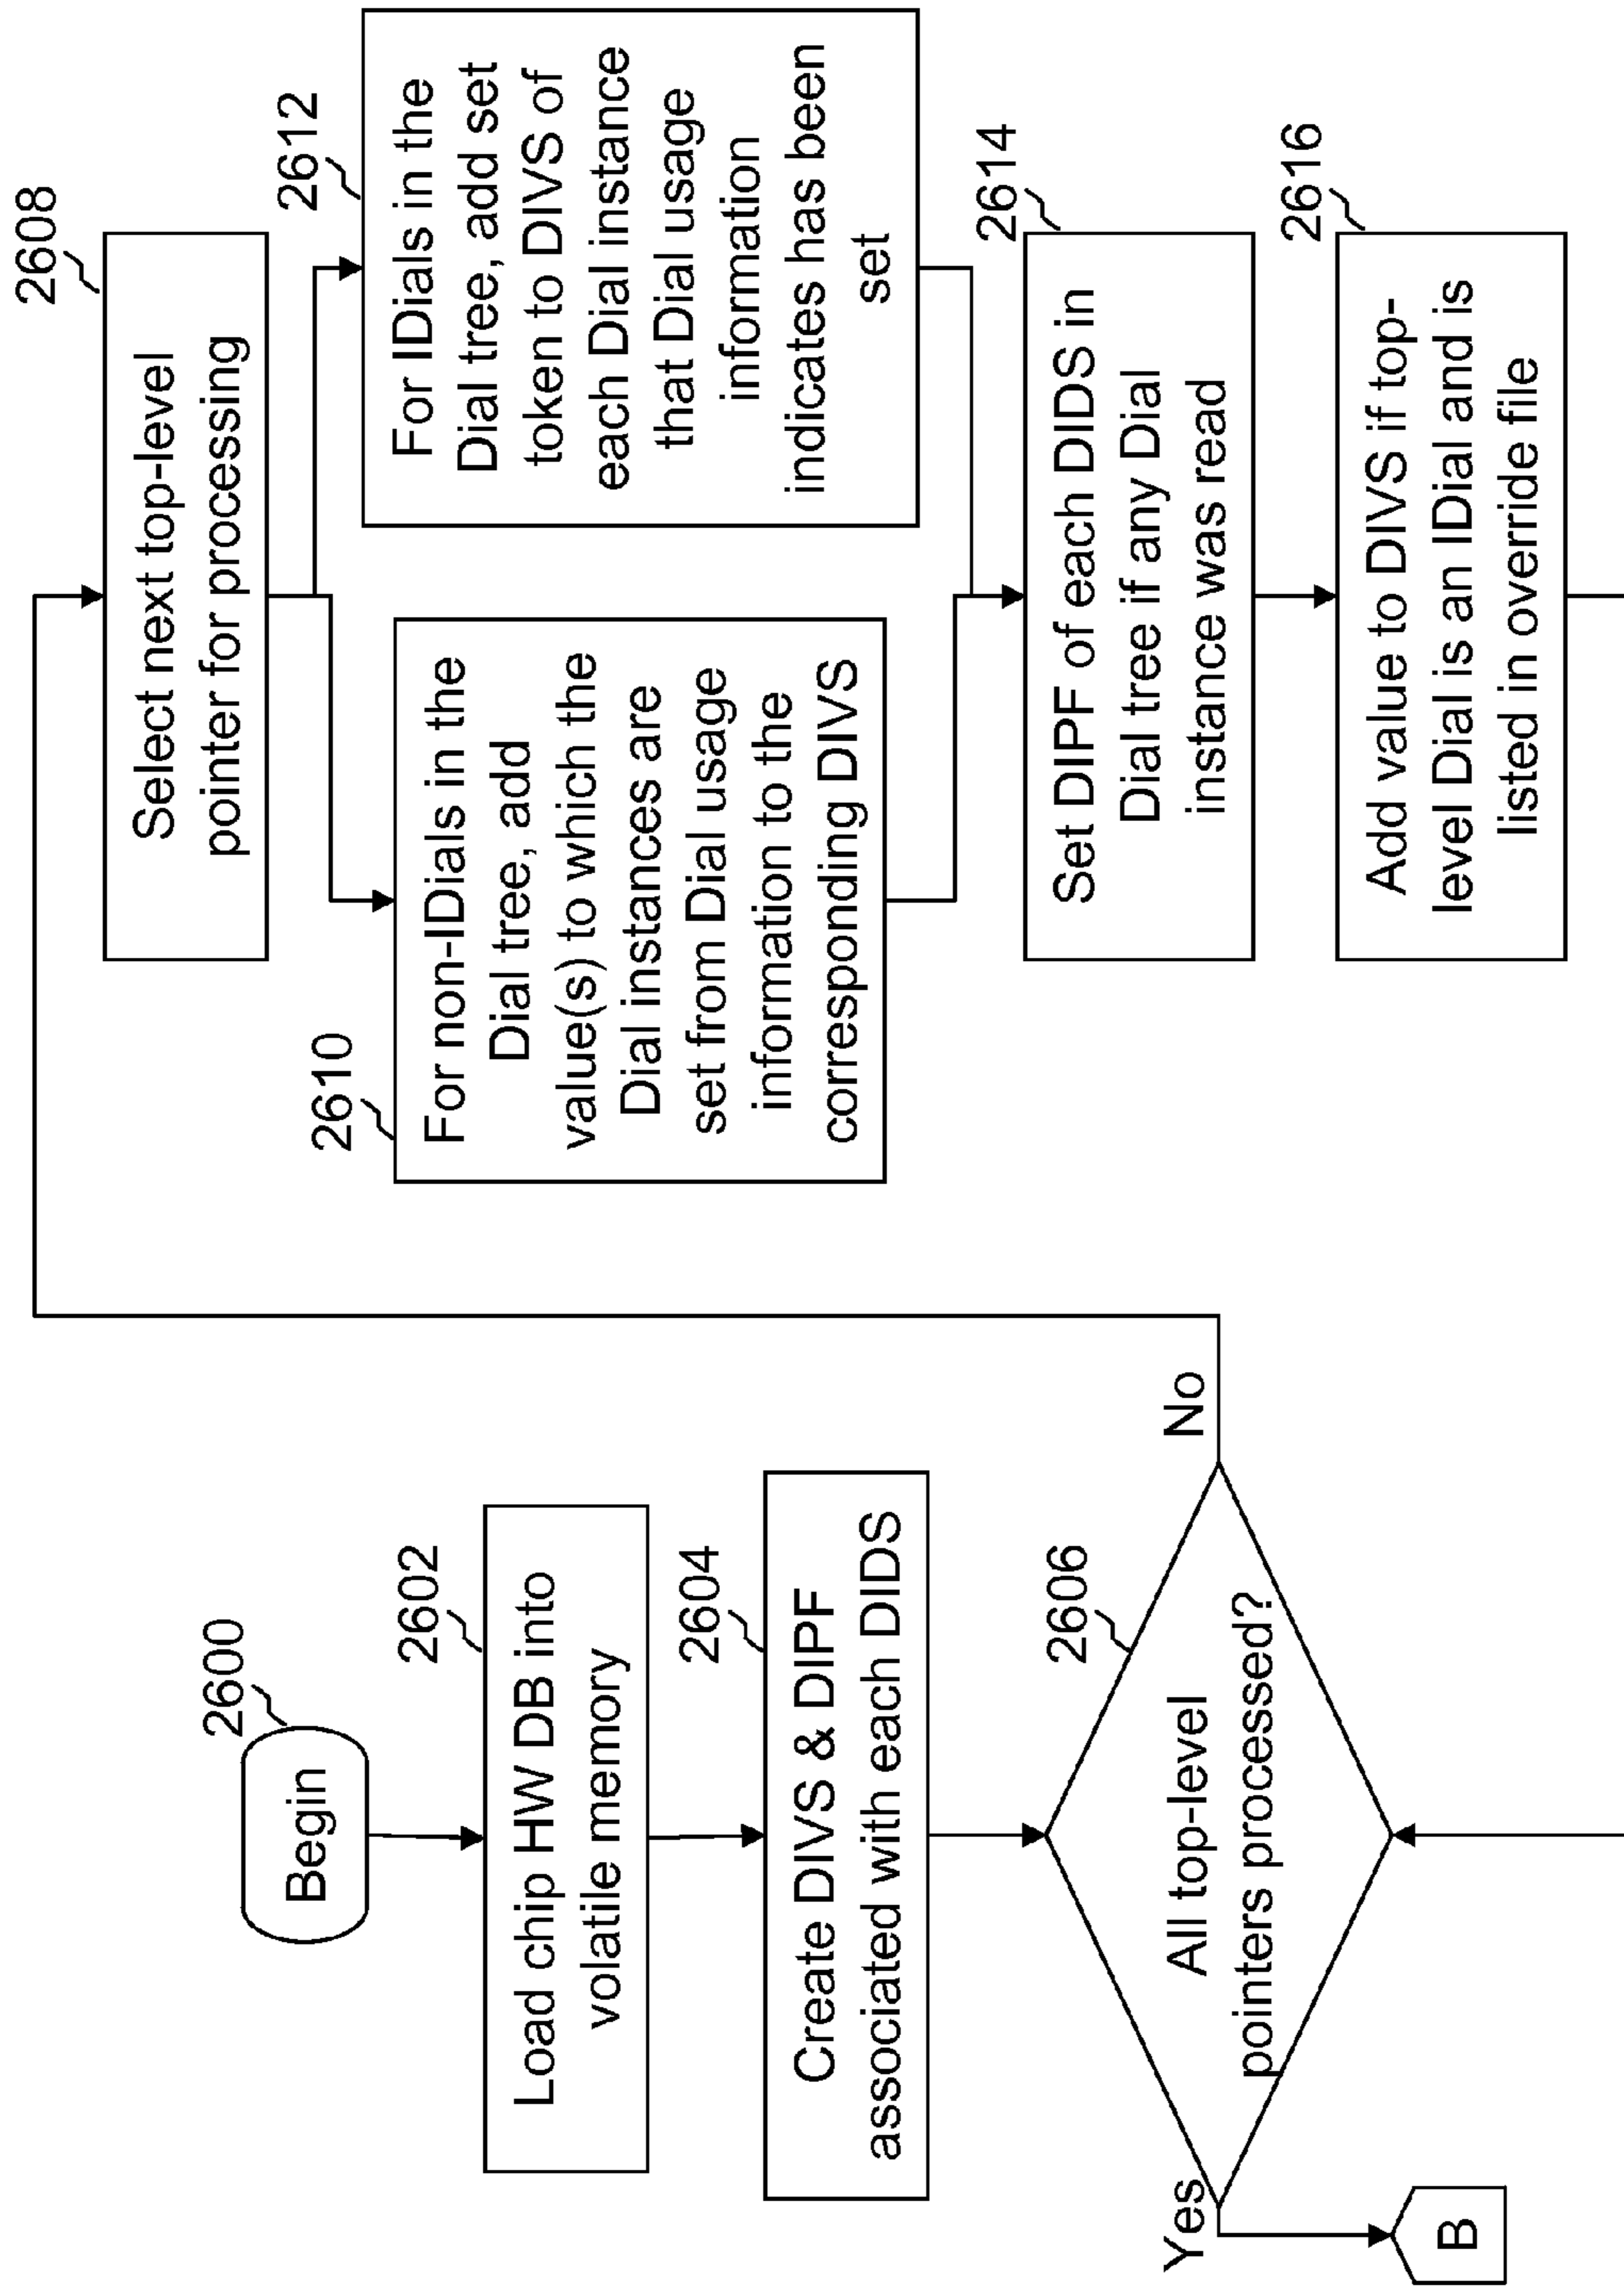 2600
Begin
2602
Load chip HW DB into
volatile memory
2604
Create DIVS & DIPF
associated with each DIDS
2606
All top-level
pointers processed?
Yes
No
B
2608
Select next top-level
pointer for processing
2610
For non-IDials in the
Dial tree, add
value(s) to which the
Dial instances are
set from Dial usage
information to the
corresponding DIVS
2612
For IDials in the
Dial tree, add set
token to DIVS of
each Dial instance
that Dial usage
information
indicates has been
set
2614
Set DIPF of each DIDS in
Dial tree if any Dial
instance was read
2616
Add value to DIVS if top-
level Dial is an IDial and is
listed in override file